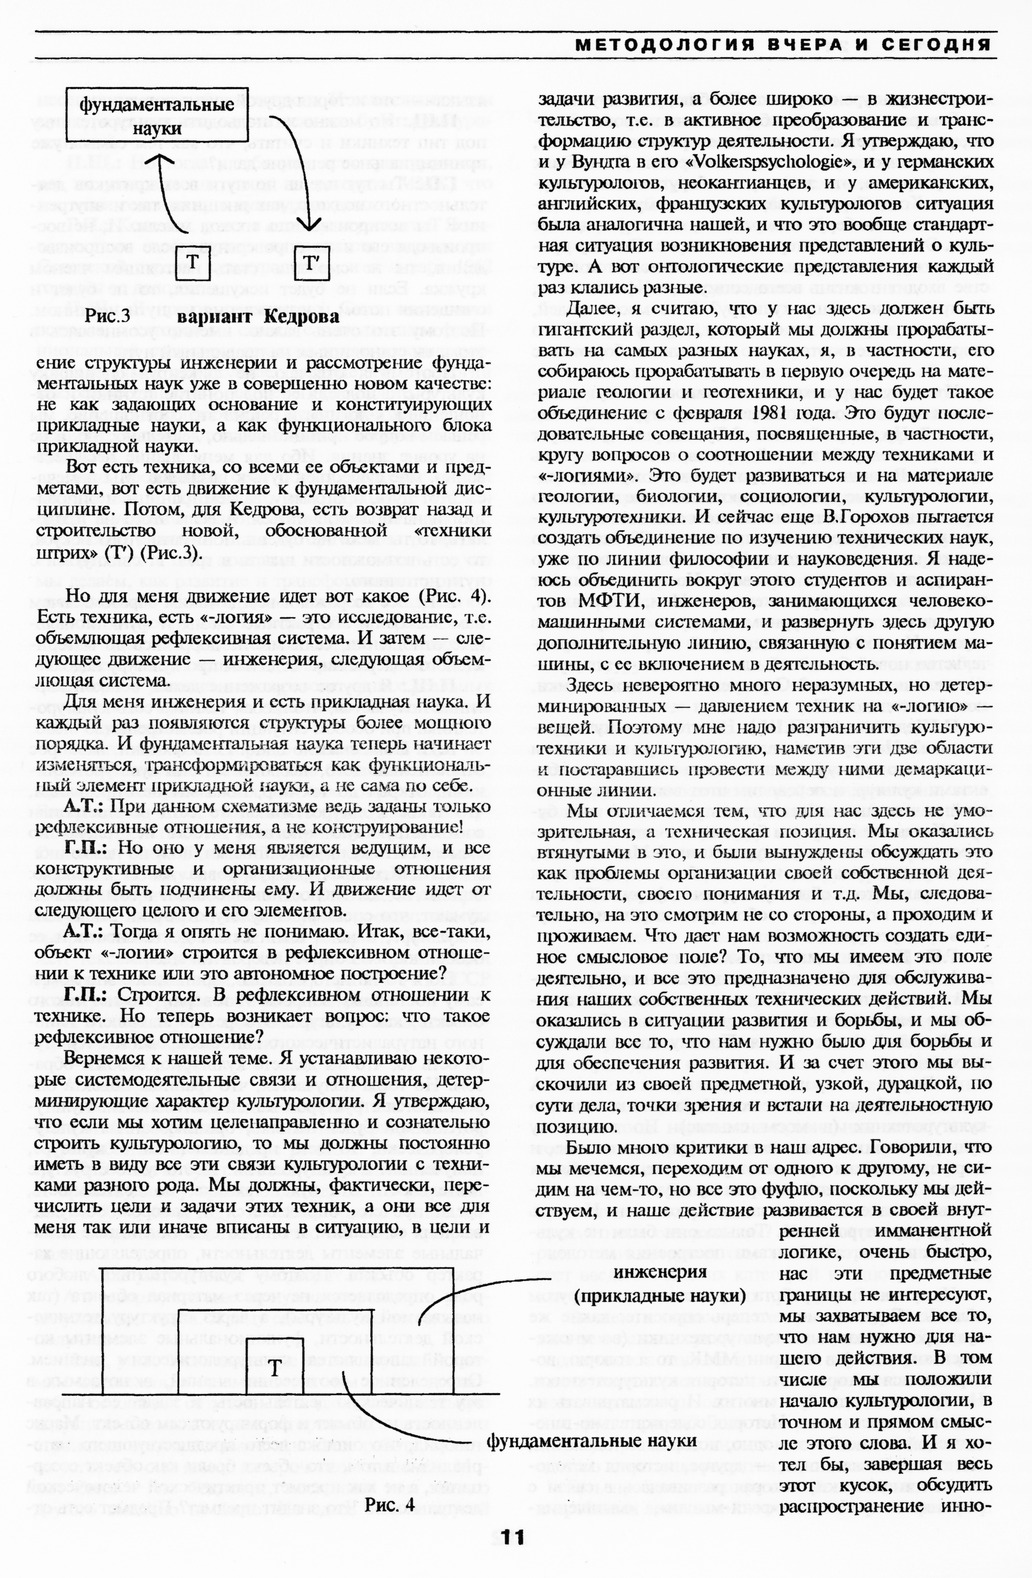 МЕТОДОЛОГИЯ ВЧЕРА И СЕГОДНЯ
фундаментальные
науки
Т
Т'
Рис.3 вариант Кедрова
ение структуры инженерии и рассмотрение фунда-
ментальных наук уже в совершенно новом качестве:
не как задающих основание и конституирующих
прикладные науки, а как функционального блока
прикладной науки.
Вот есть техника, со всеми ее объектами и пред-
метами, вот есть движение к фундаментальной дис-
циплине. Потом, для Кедрова, есть возврат назад и
строительство новой, обоснованной «техники
штрих» (Т') (Рис.3).
Но для меня движение идет вот какое (Рис. 4).
Есть техника, есть «-логия» — это исследование, т.е.
объемлющая рефлексивная система. И затем — сле-
дующее движение — инженерия, следующая объем-
лющая система.
Для меня инженерия и есть прикладная наука. И
каждый раз появляются структуры более мощного
порядка. И фундаментальная наука теперь начинает
изменяться, трансформироваться как функциональ-
ный элемент прикладной науки, а не сама по себе.
А.Т.: При данном схематизме ведь заданы только
рефлексивные отношения, а не конструирование!
Г.П.: Но оно у меня является ведущим, и все
конструктивные и организационные отношения
должны быть подчинены ему. И движение идет от
следующего целого и его элементов.
А.Т.: Тогда я опять не понимаю. Итак, все-таки,
объект «-логии» строится в рефлексивном отноше-
нии к технике или это автономное построение?
Г.П.: Строится. В рефлексивном отношении к
технике. Но теперь возникает вопрос: что такое
рефлексивное отношение?
Вернемся к нашей теме. Я устанавливаю некото-
рые системодеятельные связи и отношения, детер-
минирующие характер культурологии. Я утверждаю,
что если мы хотим целенаправленно и сознательно
строить культурологию, то мы должны постоянно
иметь в виду все эти связи культурологии с техни-
ками разного рода. Мы должны, фактически, пере-
числить цели и задачи этих техник, а они все для
меня так или иначе вписаны в ситуацию, в цели и
задачи развития, а более широко — в жизнестрои-
тельство, т.е. в активное преобразование и транс-
формацию структур деятельности. Я утверждаю, что
и у Вундта в его «Volkerspsychologie», и у германских
культурологов, неокантианцев, и у американских,
английских, французских культурологов ситуация
была аналогична нашей, и что это вообще стандарт-
ная ситуация возникновения представлений о куль-
туре. А вот онтологические представления каждый
раз клались разные.
Далее, я считаю, что у нас здесь должен быть
гигантский раздел, который мы должны прорабаты-
вать на самых разных науках, я, в частности, его
собираюсь прорабатывать в первую очередь на мате-
риале геологии и геотехники, и у нас будет такое
объединение с февраля 1981 года. Это будут после-
довательные совещания, посвященные, в частности,
кругу вопросов о соотношении между техниками и
«-логиями». Это будет развиваться и на материале
геологии, биологии, социологии, культурологии,
культуротехники. И сейчас еще В.Горохов пытается
создать объединение по изучению технических наук,
уже по линии философии и науковедения. Я наде-
юсь объединить вокруг этого студентов и аспиран-
тов МФТИ, инженеров, занимающихся человеко-
машинными системами, и развернуть здесь другую
дополнительную линию, связанную с понятием ма-
шины, с ее включением в деятельность.
Здесь невероятно много неразумных, но детер-
минированных — давлением техник на «-логию» —
вещей. Поэтому мне надо разграничить культуро-
техники и культурологию, наметив эти две области
и постаравшись провести между ними демаркаци-
онные линии.
Мы отличаемся тем, что для нас здесь не умо-
зрительная, а техническая позиция. Мы оказались
втянутыми в это, и были вынуждены обсуждать это
как проблемы организации своей собственной дея-
тельности, своего понимания и т.д. Мы, следова-
тельно, на это смотрим не со стороны, а проходим и
проживаем. Что дает нам возможность создать еди-
ное смысловое поле? То, что мы имеем это поле
деятельно, и все это предназначено для обслужива-
ния наших собственных технических действий. Мы
оказались в ситуации развития и борьбы, и мы об-
суждали все то, что нам нужно было для борьбы и
для обеспечения развития. И за счет этого мы вы-
скочили из своей предметной, узкой, дурацкой, по
сути дела, точки зрения и встали на деятельностную
позицию.
Было много критики в наш адрес. Говорили, что
мы мечемся, переходим от одного к другому, не си-
дим на чем-то, но все это фуфло, поскольку мы дей-
ствуем, и наше действие развивается в своей внут-
ренней имманентной
логике, очень быстро,
нас эти предметные
границы не интересуют,
мы захватываем все то,
что нам нужно для на-
шего действия. В том
числе мы положили
начало культурологии, в
точном и прямом смыс-
ле этого слова. И я хо-
тел бы, завершая весь
этот кусок, обсудить
распространение инно-
инженерия
(прикладные науки)
Т
фундаментальные науки
Рис. 4
11